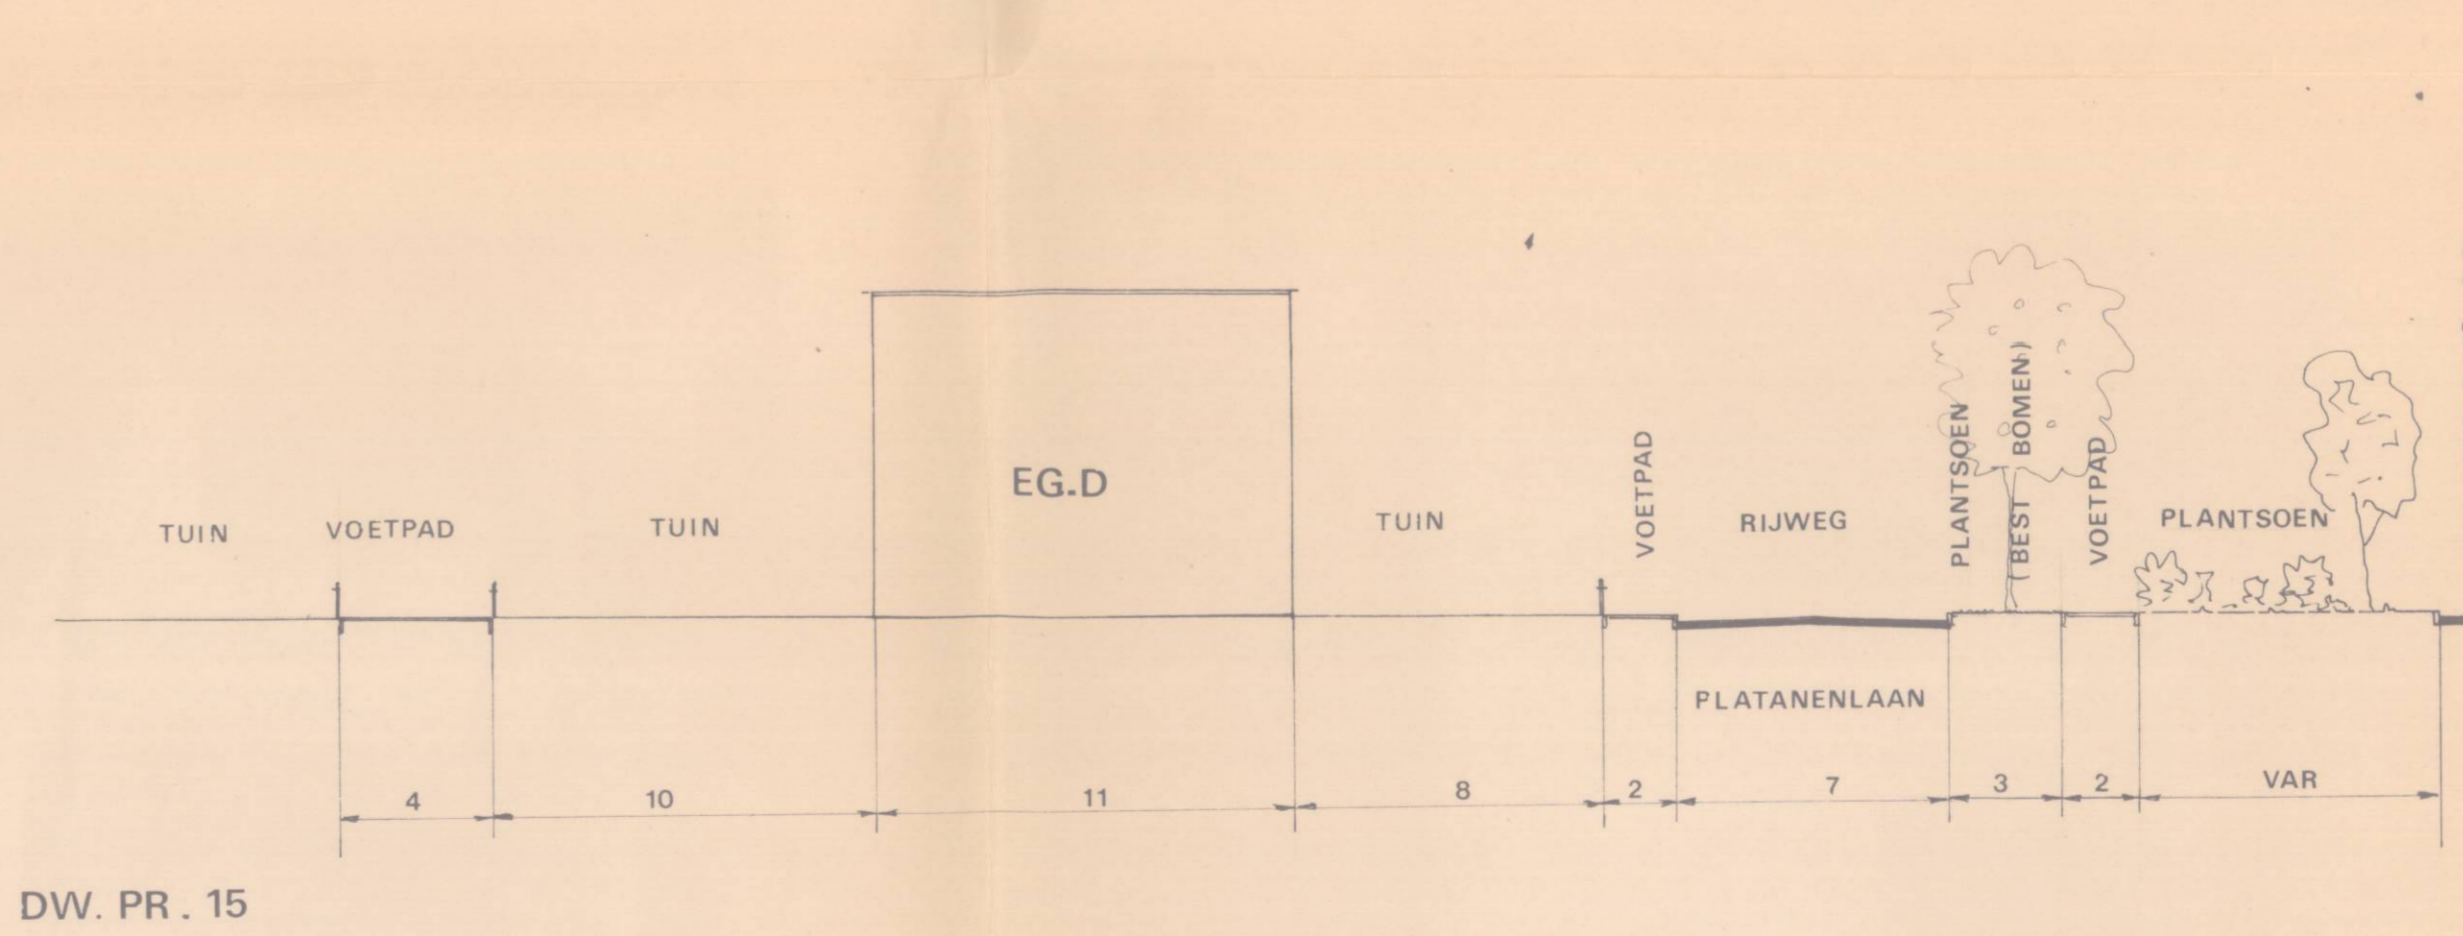 TUIN
VOETPAD
TUIN
EG.D
TUIN
VOETPAD
RIJWEG
PLANTSOEN
(BEST BOMEN)
VOETPAD
PLANTSOEN
PLATANENLAAN
4
10
11
8
2
7
3
2
VAR
DW. PR. 15